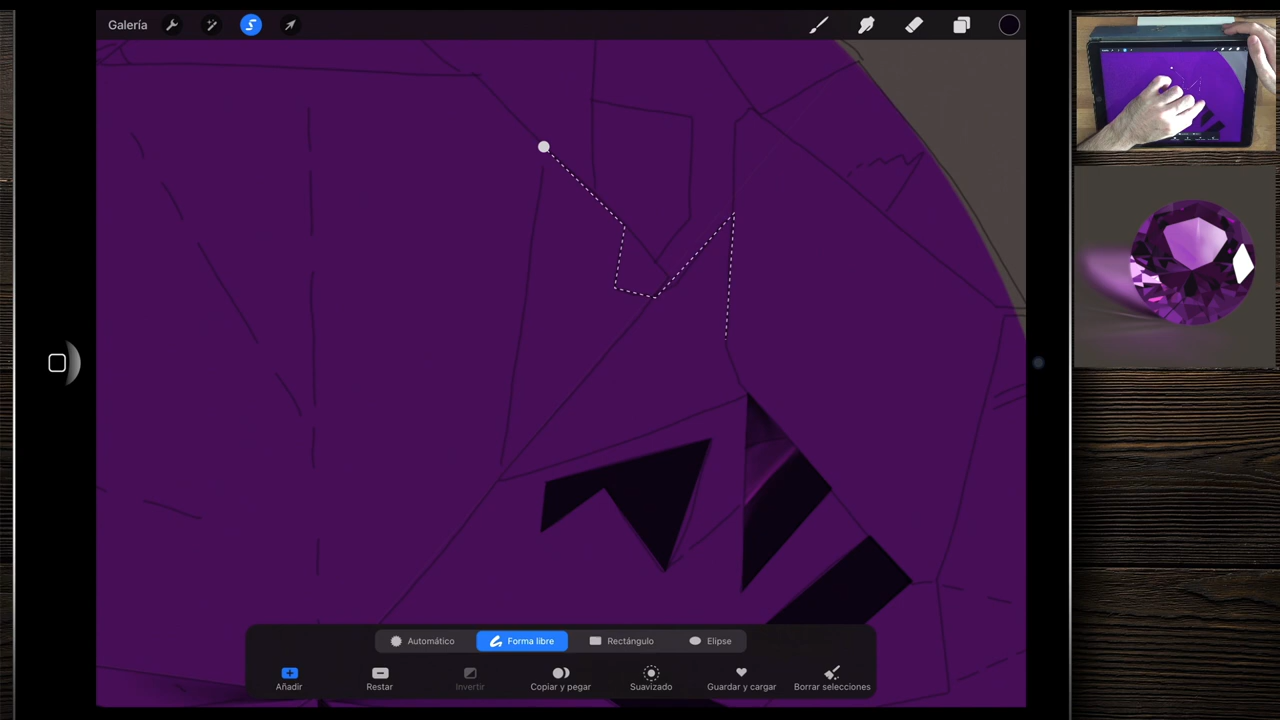 Galería
Automático
Forma libre
Rectángulo
Elipse
Añadir
Restar
Invertir
Copiar y pegar
Suavizado
Guardar y cargar
Borrar selecciones